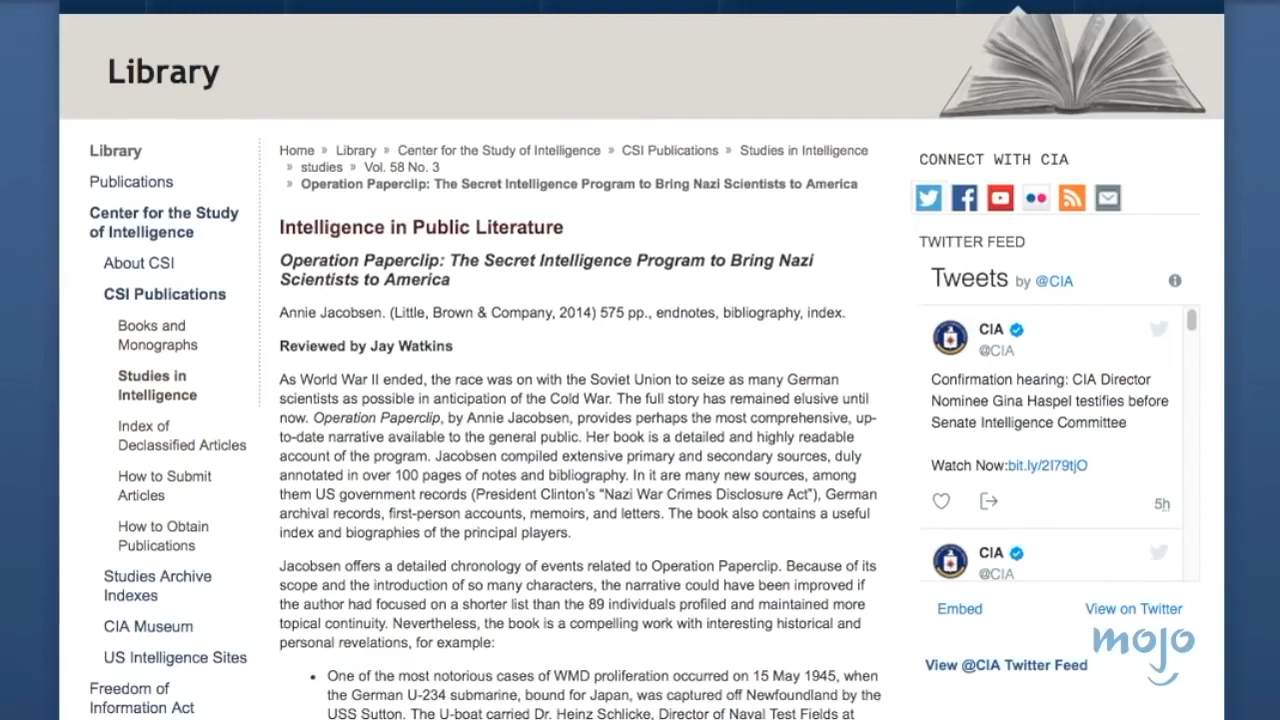 Library
Library
Publications
Center for the Study
of Intelligence
About CSI
CSI Publications
Books and
Monographs
Studies in
Intelligence
Index of
Declassified Articles
How to Submit
Articles
How to Obtain
Publications
Studies Archive
Indexes
CIA Museum
US Intelligence Sites
Freedom of
Information Act
Home » Library » Center for the Study of Intelligence » CSI Publications » Studies in Intelligence
» studies » Vol. 58 No. 3
» Operation Paperclip: The Secret Intelligence Program to Bring Nazi Scientists to America
Intelligence in Public Literature
Operation Paperclip: The Secret Intelligence Program to Bring Nazi
Scientists to America
Annie Jacobsen. (Little, Brown & Company, 2014) 575 pp., endnotes, bibliography, index.
Reviewed by Jay Watkins
As World War II ended, the race was on with the Soviet Union to seize as many German
scientists as possible in anticipation of the Cold War. The full story has remained elusive until
now. Operation Paperclip, by Annie Jacobsen, provides perhaps the most comprehensive, up-
to-date narrative available to the general public. Her book is a detailed and highly readable
account of the program. Jacobsen compiled extensive primary and secondary sources, duly
annotated in over 100 pages of notes and bibliography. In it are many new sources, among
them US government records (President Clinton's "Nazi War Crimes Disclosure Act"), German
archival records, first-person accounts, memoirs, and letters. The book also contains a useful
index and biographies of the principal players.
Jacobsen offers a detailed chronology of events related to Operation Paperclip. Because of its
scope and the introduction of so many characters, the narrative could have been improved if
the author had focused on a shorter list than the 89 individuals profiled and maintained more
topical continuity. Nevertheless, the book is a compelling work with interesting historical and
personal revelations, for example:
• One of the most notorious cases of WMD proliferation occurred on 15 May 1945, when
the German U-234 submarine, bound for Japan, was captured off Newfoundland by the
USS Sutton. The U-boat carried Dr. Heinz Schlicke, Director of Naval Test Fields at
CONNECT WITH CIA
TWITTER FEED
Tweets by @CIA
CIA
@CIA
Confirmation hearing: CIA Director
Nominee Gina Haspel testifies before
Senate Intelligence Committee
Watch Now:bit.ly/2I79tjO
5h
CIA
@CIA
Embed
View on Twitter
View @CIA Twitter Feed
mojo